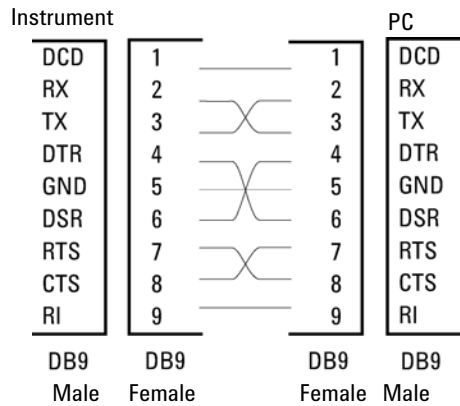 Instrument PC
DCD 1 1 DCD
RX 2 2 RX
TX 3 3 TX
DTR 4 4 DTR
GND 5 5 GND
DSR 6 6 DSR
RTS 7 7 RTS
CTS 8 8 CTS
RI 9 9 RI
DB9 DB9 DB9 DB9
Male Female Female Male